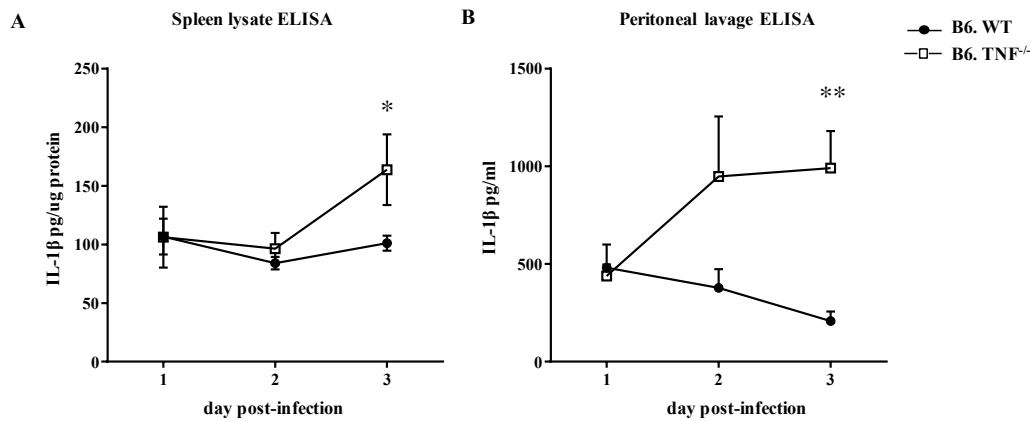 A
Spleen lysate ELISA
B
Peritoneal lavage ELISA
B6. WT
B6. TNF-/-
IL-1β pg/ug protein
250
200
150
100
50
0
*
1 2 3
day post-infection
IL-1β pg/ml
1500
1000
500
0
**
1 2 3
day post-infection